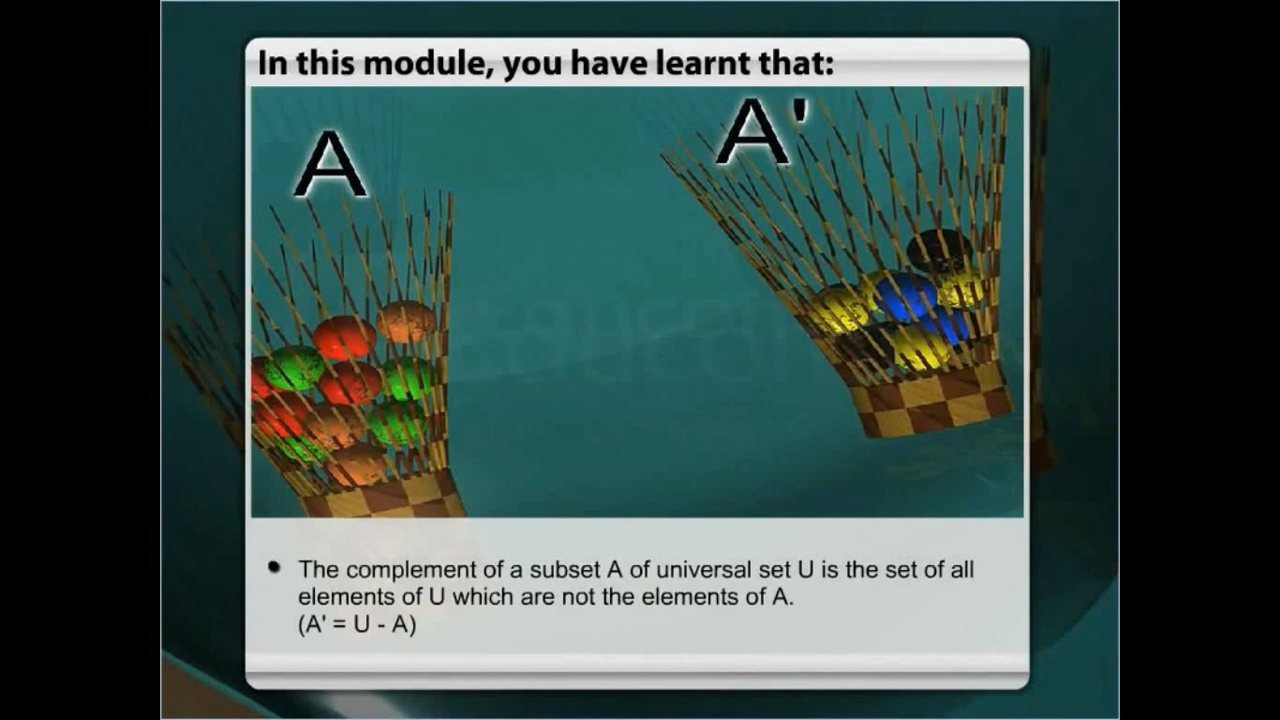 In this module, you have learnt that:
A
A'
• The complement of a subset A of universal set U is the set of all
elements of U which are not the elements of A.
(A' = U - A)